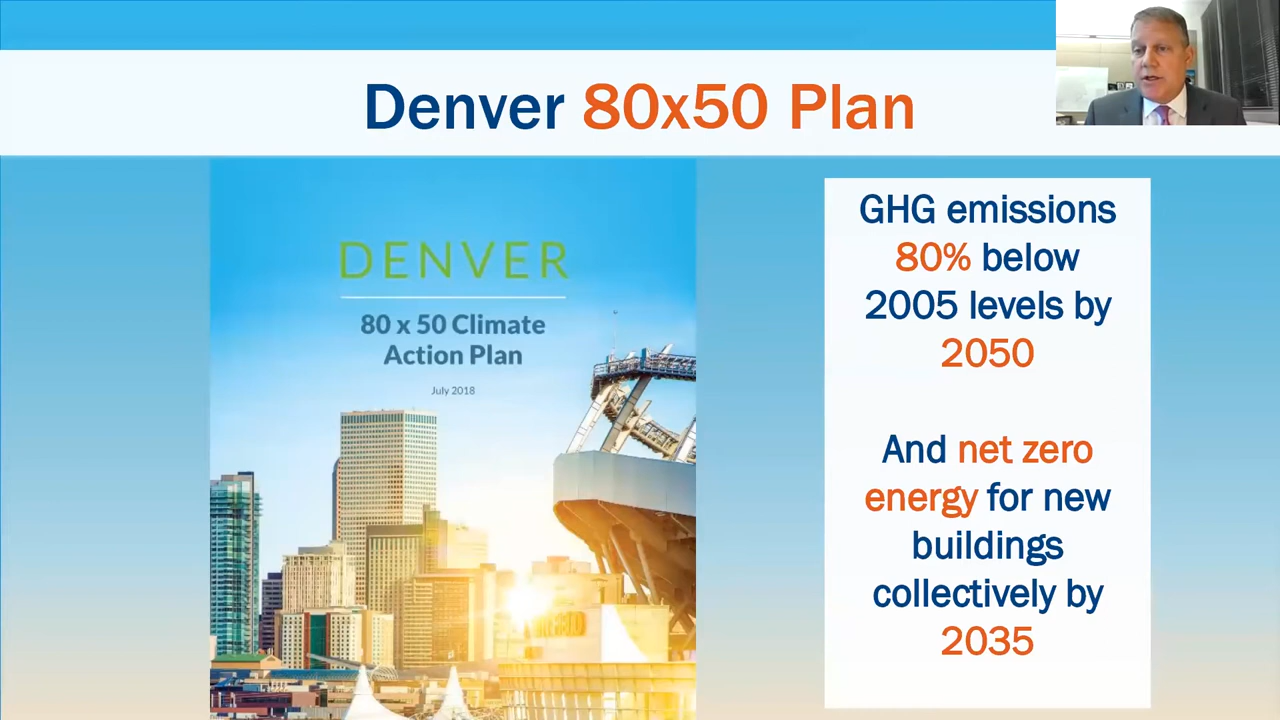 Denver 80x50 Plan
DENVER
80 x 50 Climate
Action Plan
July 2018
GHG emissions
80% below
2005 levels by
2050
And net zero
energy for new
buildings
collectively by
2035